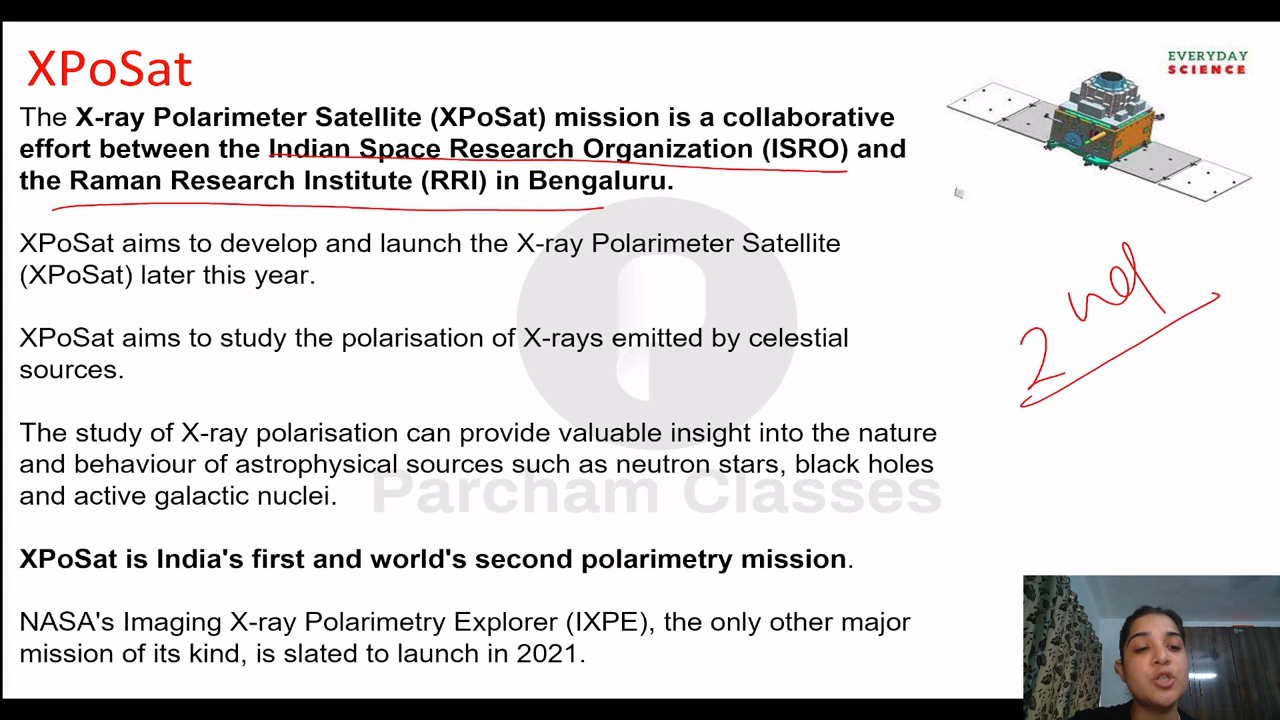 XPoSat
EVERYDAY
SCIENCE
The X-ray Polarimeter Satellite (XPoSat) mission is a collaborative
effort between the Indian Space Research Organization (ISRO) and
the Raman Research Institute (RRI) in Bengaluru.
XPoSat aims to develop and launch the X-ray Polarimeter Satellite
(XPoSat) later this year.
2nd
XPoSat aims to study the polarisation of X-rays emitted by celestial
sources.
The study of X-ray polarisation can provide valuable insight into the nature
and behaviour of astrophysical sources such as neutron stars, black holes
and active galactic nuclei.
Parcham Classes
XPoSat is India's first and world's second polarimetry mission.
NASA's Imaging X-ray Polarimetry Explorer (IXPE), the only other major
mission of its kind, is slated to launch in 2021.